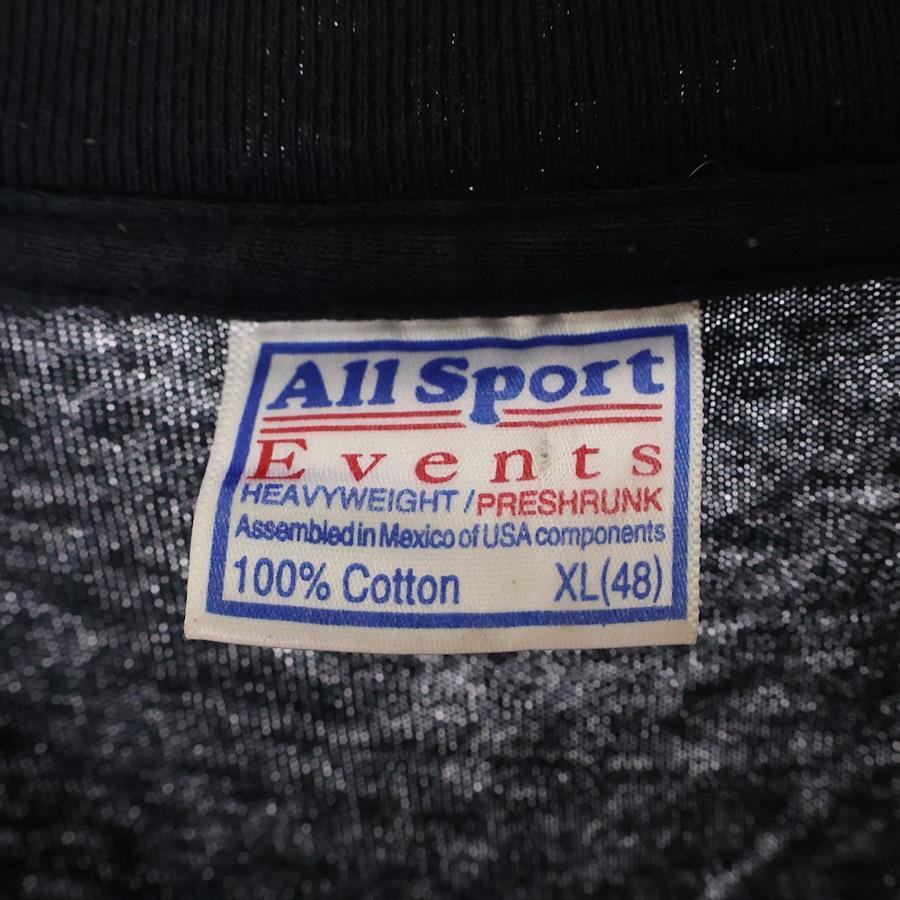 All Sport
Events
HEAVYWEIGHT / PRESHRUNK
Assembled in Mexico of USA components
100% Cotton XL(48)